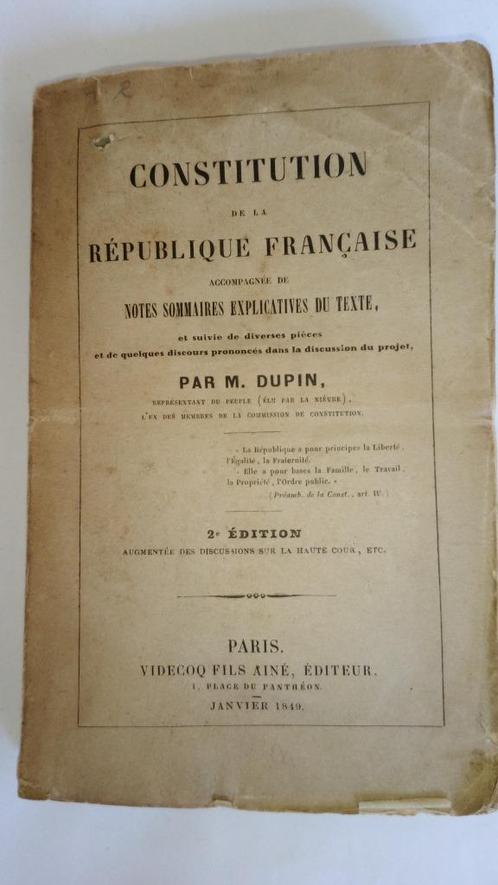 CONSTITUTION
DE LA
RÉPUBLIQUE FRANÇAISE
ACCOMPAGNÉE DE
NOTES SOMMAIRES EXPLICATIVES DU TEXTE,
et suivie de diverses pièces
et de quelques discours prononcés dans la discussion du projet,
PAR M. DUPIN,
REPRÉSENTANT DU PEUPLE (ÉLU PAR LA NIÈVRE),
L'UN DES MEMBRES DE LA COMMISSION DE CONSTITUTION.
« La République a pour principes la Liberté,
l'Égalité, la Fraternité.
« Elle a pour bases la Famille, le Travail,
la Propriété, l'Ordre public. »
(Préamb. de la Const., art. IV.)
2e ÉDITION
AUGMENTÉE DES DISCUSSIONS SUR LA HAUTE COUR, ETC.
PARIS.
VIDECOQ FILS AINÉ, ÉDITEUR.
1, PLACE DU PANTHÉON.
JANVIER 1849.